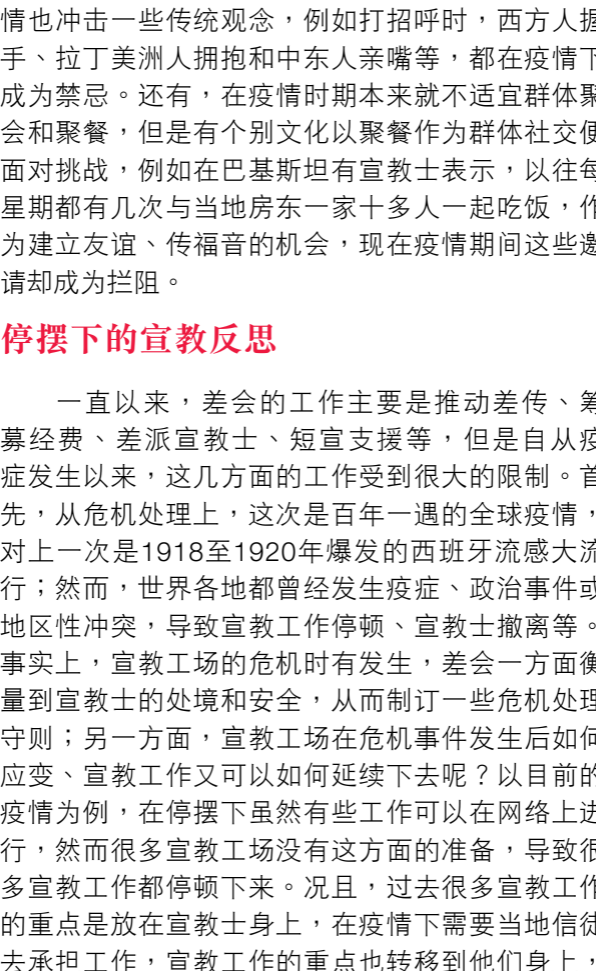 情也冲击一些传统观念，例如打招呼时，西方人握
手、拉丁美洲人拥抱和中东人亲嘴等，都在疫情下
成为禁忌。还有，在疫情时期本来就不适宜群体聚
会和聚餐，但是有个别文化以聚餐作为群体社交便
面对挑战，例如在巴基斯坦有宣教士表示，以往每
星期都有几次与当地房东一家十多人一起吃饭，作
为建立友谊、传福音的机会，现在疫情期间这些邀
请却成为拦阻。
停摆下的宣教反思
一直以来，差会的工作主要是推动差传、筹
募经费、差派宣教士、短宣支援等，但是自从疫
症发生以来，这几方面的工作受到很大的限制。首
先，从危机处理上，这次是百年一遇的全球疫情，
对上一次是1918至1920年爆发的西班牙流感大流
行；然而，世界各地都曾经发生疫症、政治事件或
地区性冲突，导致宣教工作停顿、宣教士撤离等。
事实上，宣教工场的危机时有发生，差会一方面衡
量到宣教士的处境和安全，从而制订一些危机处理
守则；另一方面，宣教工场在危机事件发生后如何
应变、宣教工作又可以如何延续下去呢？以目前的
疫情为例，在停摆下虽然有些工作可以在网络上进
行，然而很多宣教工场没有这方面的准备，导致很
多宣教工作都停顿下来。况且，过去很多宣教工作
的重点是放在宣教士身上，在疫情下需要当地信徒
去承担工作，宣教工作的重点也转移到他们身上，